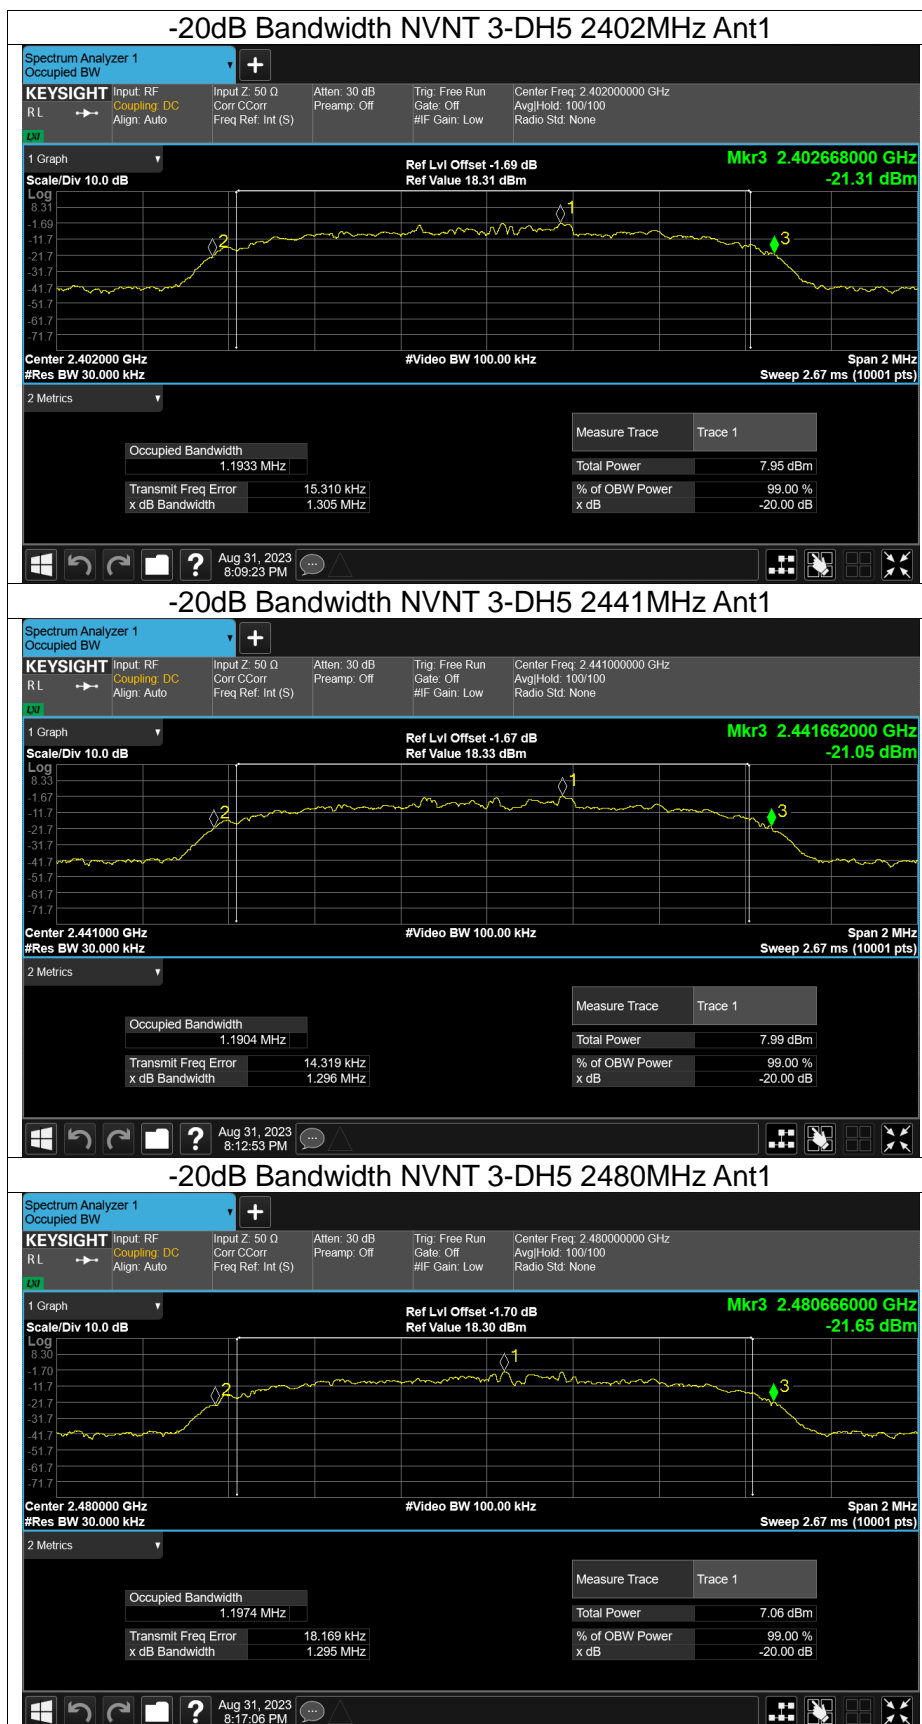 -20dB Bandwidth NVNT 3-DH5 2402MHz Ant1
Spectrum Analyzer 1
Occupied BW
KEYSIGHT Input: RF Input Z: 50 Ω Atten: 30 dB Trig: Free Run Center Freq: 2.402000000 GHz
R L Coupling: DC Corr CCorr Preamp: Off Gate: Off Avg|Hold: 100/100
Align: Auto Freq Ref: Int (S) #IF Gain: Low Radio Std: None
LXI
1 Graph Ref Lvl Offset -1.69 dB Mkr3 2.402668000 GHz
Scale/Div 10.0 dB Ref Value 18.31 dBm -21.31 dBm
Log
8.31
1
-1.69
-11.7
2
3
-21.7
-31.7
-41.7
-51.7
-61.7
-71.7
Center 2.402000 GHz #Video BW 100.00 kHz Span 2 MHz
#Res BW 30.000 kHz Sweep 2.67 ms (10001 pts)
2 Metrics
Measure Trace Trace 1
Occupied Bandwidth
1.1933 MHz Total Power 7.95 dBm
Transmit Freq Error 15.310 kHz % of OBW Power 99.00 %
x dB Bandwidth 1.305 MHz x dB -20.00 dB
Aug 31, 2023
8:09:23 PM
-20dB Bandwidth NVNT 3-DH5 2441MHz Ant1
Spectrum Analyzer 1
Occupied BW
KEYSIGHT Input: RF Input Z: 50 Ω Atten: 30 dB Trig: Free Run Center Freq: 2.441000000 GHz
R L Coupling: DC Corr CCorr Preamp: Off Gate: Off Avg|Hold: 100/100
Align: Auto Freq Ref: Int (S) #IF Gain: Low Radio Std: None
LXI
1 Graph Ref Lvl Offset -1.67 dB Mkr3 2.441662000 GHz
Scale/Div 10.0 dB Ref Value 18.33 dBm -21.05 dBm
Log
8.33
1
-1.67
-11.7
2
3
-21.7
-31.7
-41.7
-51.7
-61.7
-71.7
Center 2.441000 GHz #Video BW 100.00 kHz Span 2 MHz
#Res BW 30.000 kHz Sweep 2.67 ms (10001 pts)
2 Metrics
Measure Trace Trace 1
Occupied Bandwidth
1.1904 MHz Total Power 7.99 dBm
Transmit Freq Error 14.319 kHz % of OBW Power 99.00 %
x dB Bandwidth 1.296 MHz x dB -20.00 dB
Aug 31, 2023
8:12:53 PM
-20dB Bandwidth NVNT 3-DH5 2480MHz Ant1
Spectrum Analyzer 1
Occupied BW
KEYSIGHT Input: RF Input Z: 50 Ω Atten: 30 dB Trig: Free Run Center Freq: 2.480000000 GHz
R L Coupling: DC Corr CCorr Preamp: Off Gate: Off Avg|Hold: 100/100
Align: Auto Freq Ref: Int (S) #IF Gain: Low Radio Std: None
LXI
1 Graph Ref Lvl Offset -1.70 dB Mkr3 2.480666000 GHz
Scale/Div 10.0 dB Ref Value 18.30 dBm -21.65 dBm
Log
8.30
1
-1.70
-11.7
2
3
-21.7
-31.7
-41.7
-51.7
-61.7
-71.7
Center 2.480000 GHz #Video BW 100.00 kHz Span 2 MHz
#Res BW 30.000 kHz Sweep 2.67 ms (10001 pts)
2 Metrics
Measure Trace Trace 1
Occupied Bandwidth
1.1974 MHz Total Power 7.06 dBm
Transmit Freq Error 18.169 kHz % of OBW Power 99.00 %
x dB Bandwidth 1.295 MHz x dB -20.00 dB
Aug 31, 2023
8:17:06 PM